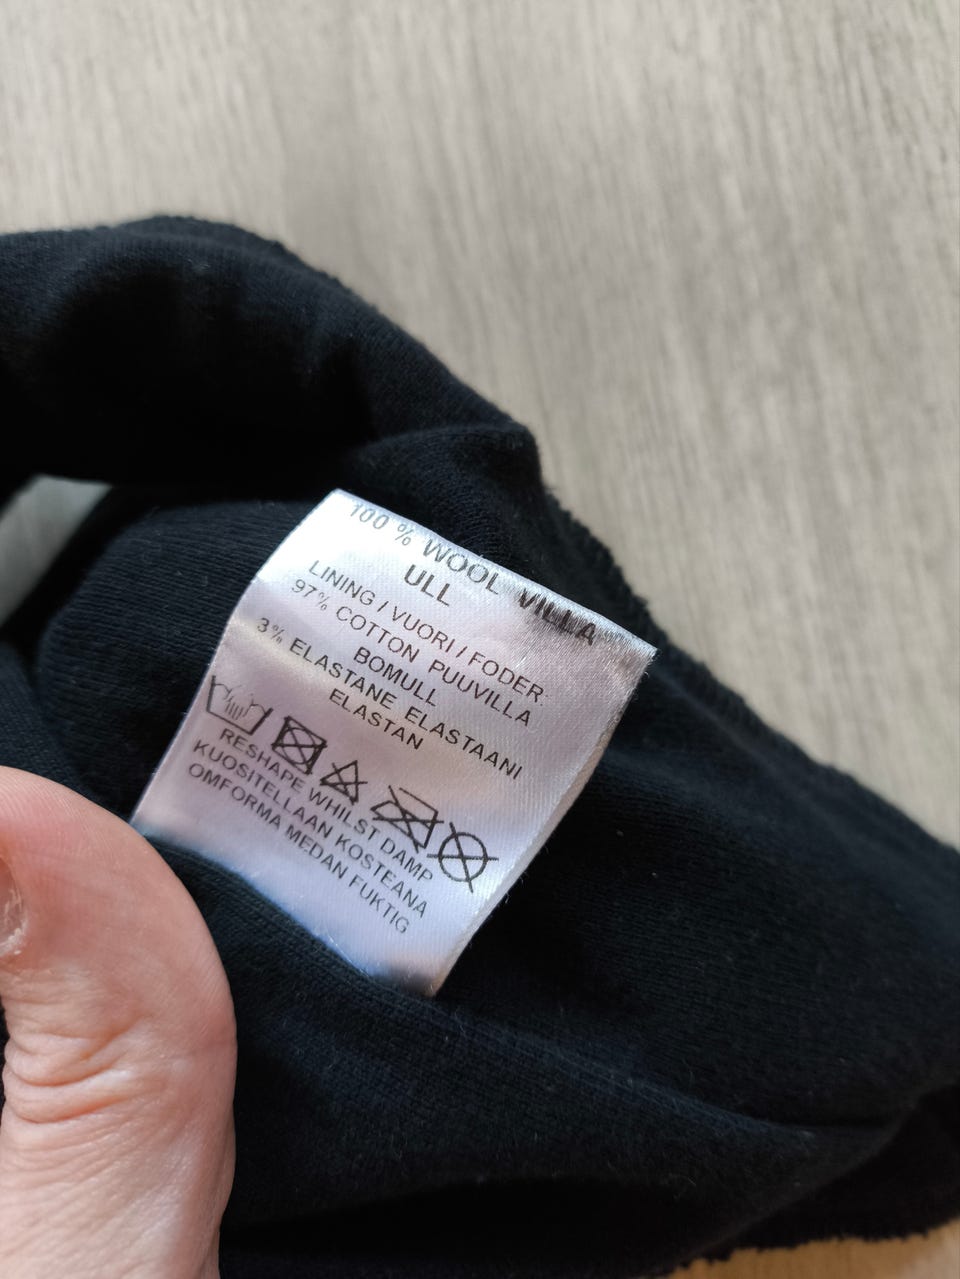 100 % WOOL VILLA
ULL
LINING / VUORI / FODER:
97% COTTON PUUVILLA
BOMULL
3% ELASTANE ELASTAANI
ELASTAN
RESHAPE WHILST DAMP
KUOSITELLAAN KOSTEANA
OMFORMA MEDAN FUKTIG